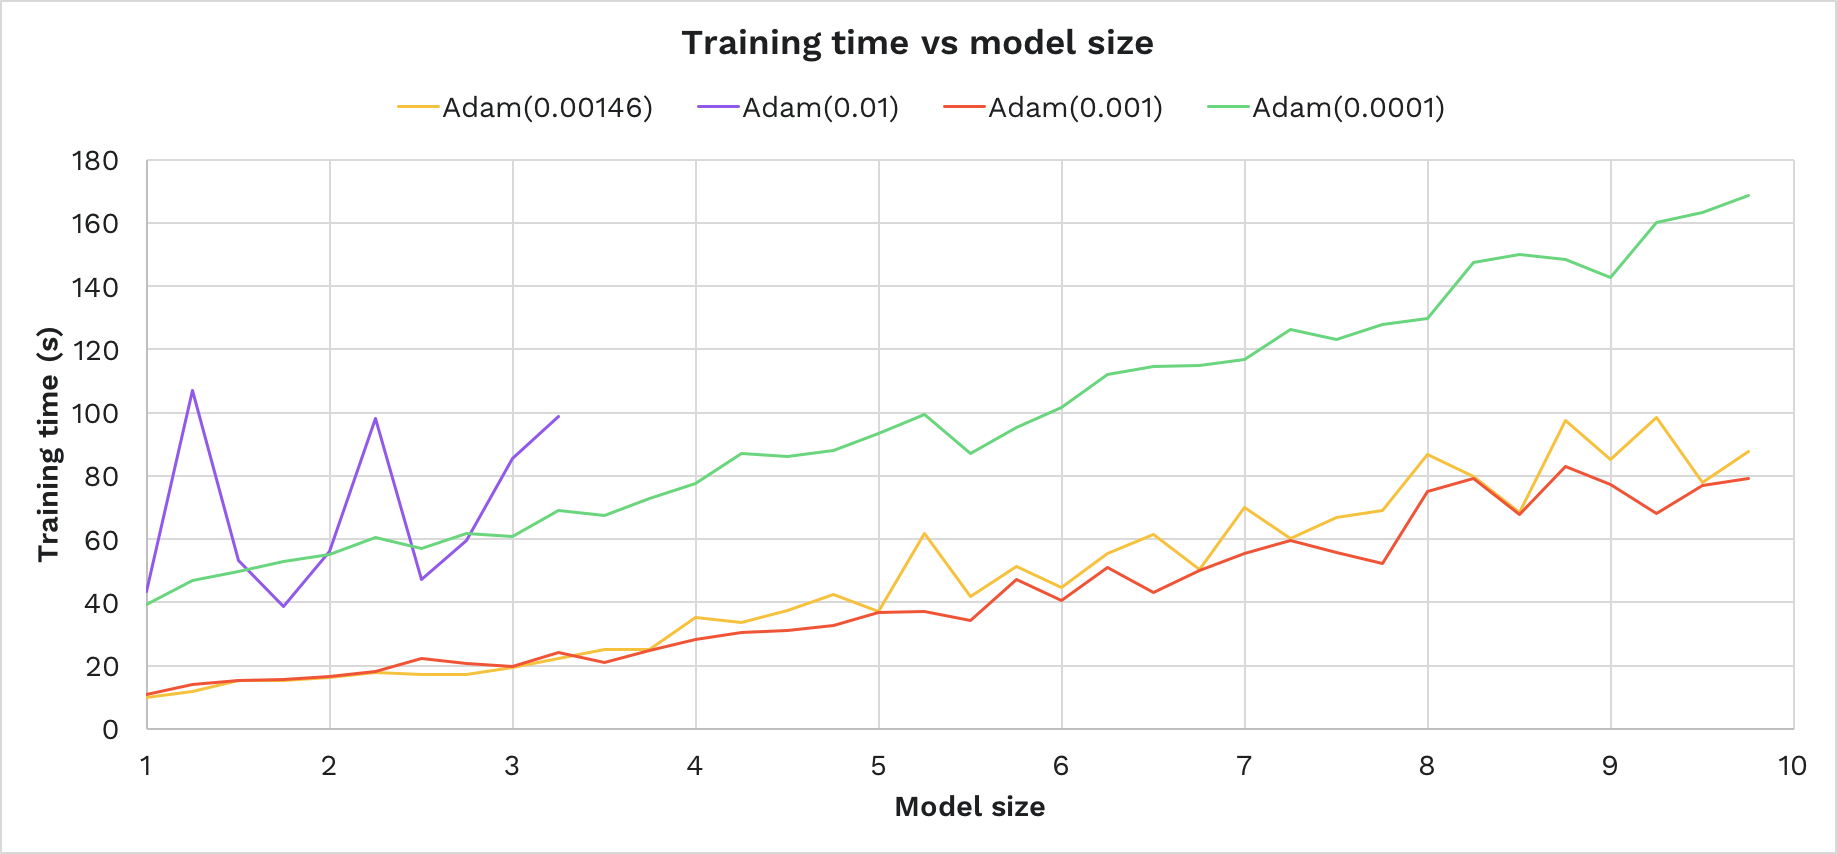 Training time vs model size
Adam(0.00146) Adam(0.01) Adam(0.001) Adam(0.0001)
180
160
140
120
100
80
60
40
20
0
Training time (s)
1 2 3 4 5 6 7 8 9 10
Model size